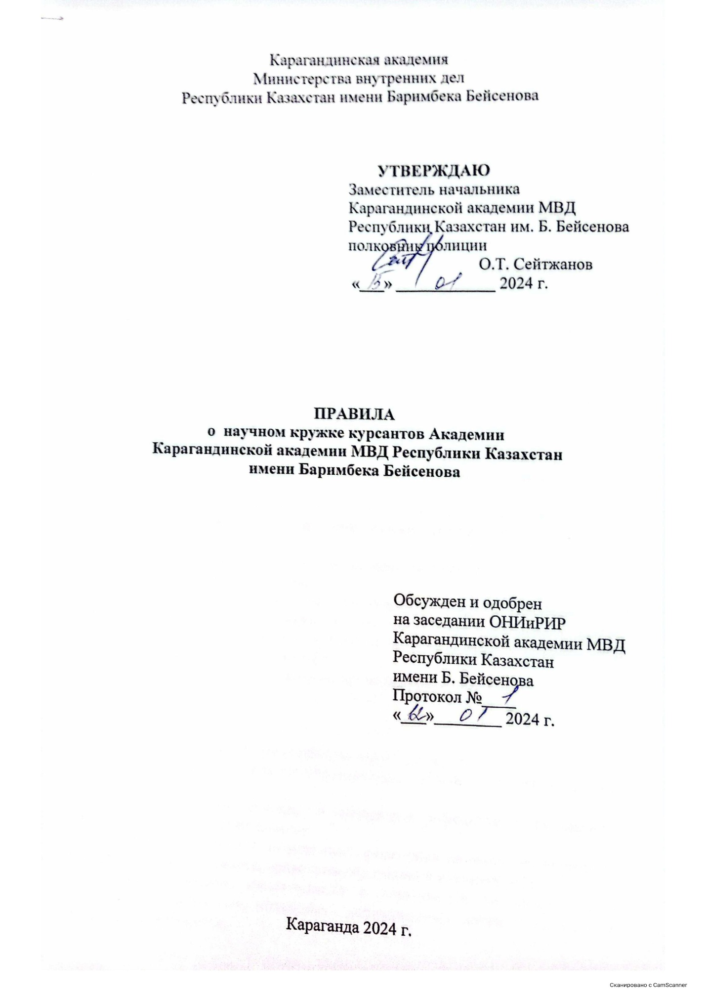 Карагандинская академия
Министерства внутренних дел
Республики Казахстан имени Баримбека Бейсенова
УТВЕРЖДАЮ
Заместитель начальника
Карагандинской академии МВД
Республики Казахстан им. Б. Бейсенова
полковник полиции
О.Т. Сейтжанов
«15» 01 2024 г.
ПРАВИЛА
о научном кружке курсантов Академии
Карагандинской академии МВД Республики Казахстан
имени Баримбека Бейсенова
Обсужден и одобрен
на заседании ОНИиРИР
Карагандинской академии МВД
Республики Казахстан
имени Б. Бейсенова
Протокол № 1
«12» 01 2024 г.
Караганда 2024 г.
Сканировано с CamScanner